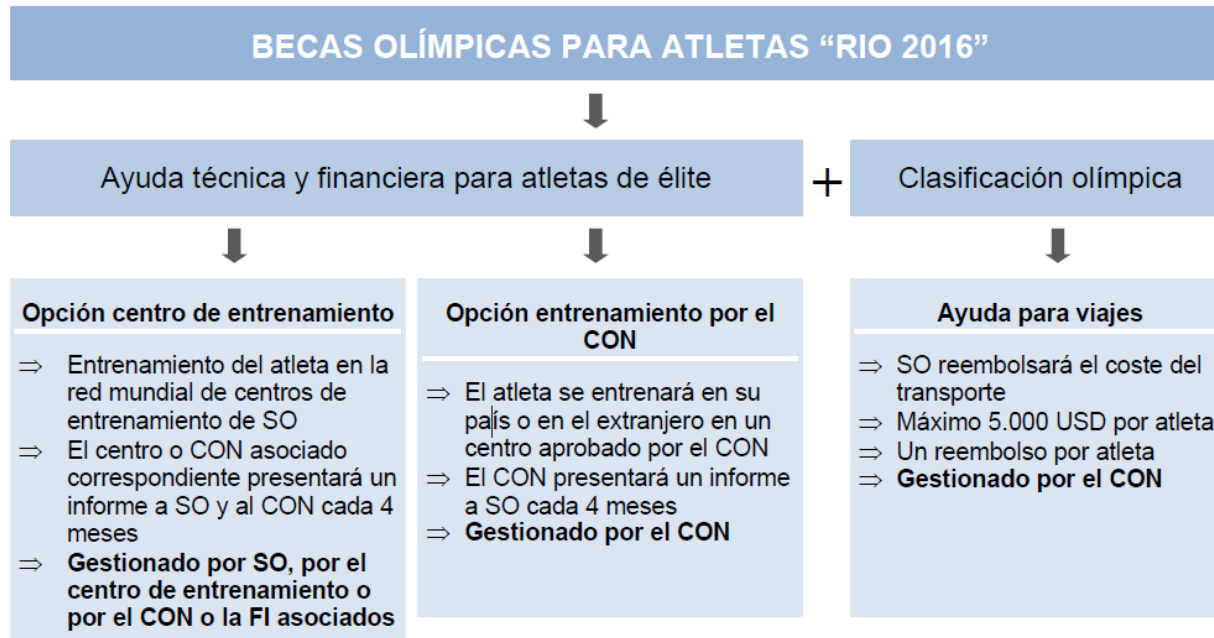 BECAS OLÍMPICAS PARA ATLETAS “RIO 2016”
Ayuda técnica y financiera para atletas de élite
+
Clasificación olímpica
Opción centro de entrenamiento
⇒ Entrenamiento del atleta en la
red mundial de centros de
entrenamiento de SO
⇒ El centro o CON asociado
correspondiente presentará un
informe a SO y al CON cada 4
meses
⇒ Gestionado por SO, por el
centro de entrenamiento o
por el CON o la FI asociados
Opción entrenamiento por el
CON
⇒ El atleta se entrenará en su
país o en el extranjero en un
centro aprobado por el CON
⇒ El CON presentará un informe
a SO cada 4 meses
⇒ Gestionado por el CON
Ayuda para viajes
⇒ SO reembolsará el coste del
transporte
⇒ Máximo 5.000 USD por atleta
⇒ Un reembolso por atleta
⇒ Gestionado por el CON